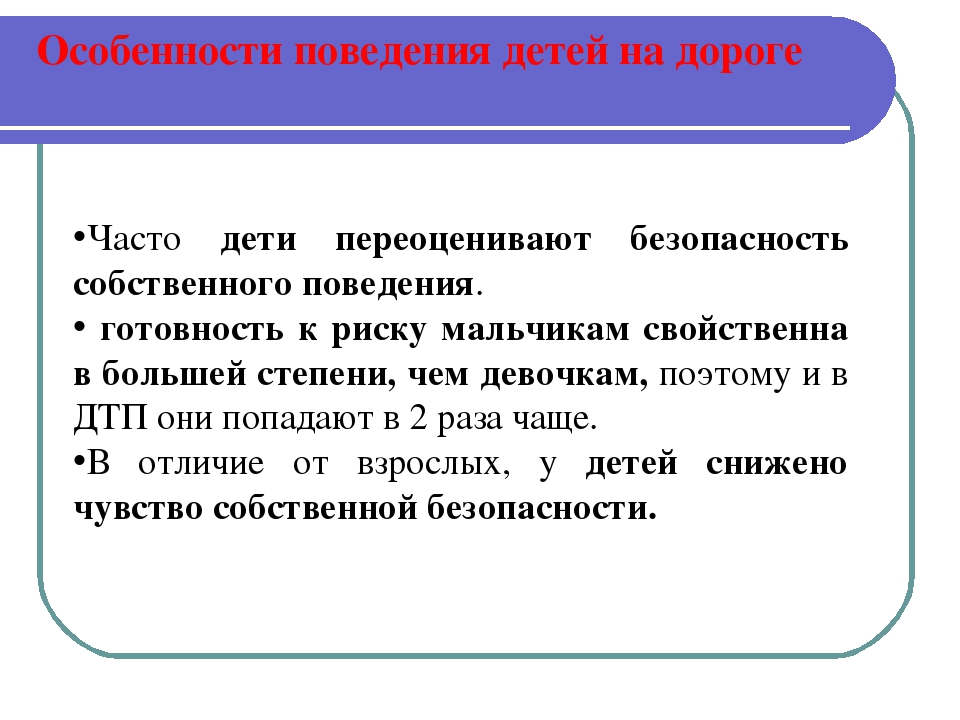 Особенности поведения детей на дороге
•Часто дети переоценивают безопасность
собственного поведения.
• готовность к риску мальчикам свойственна
в большей степени, чем девочкам, поэтому и в
ДТП они попадают в 2 раза чаще.
•В отличие от взрослых, у детей снижено
чувство собственной безопасности.